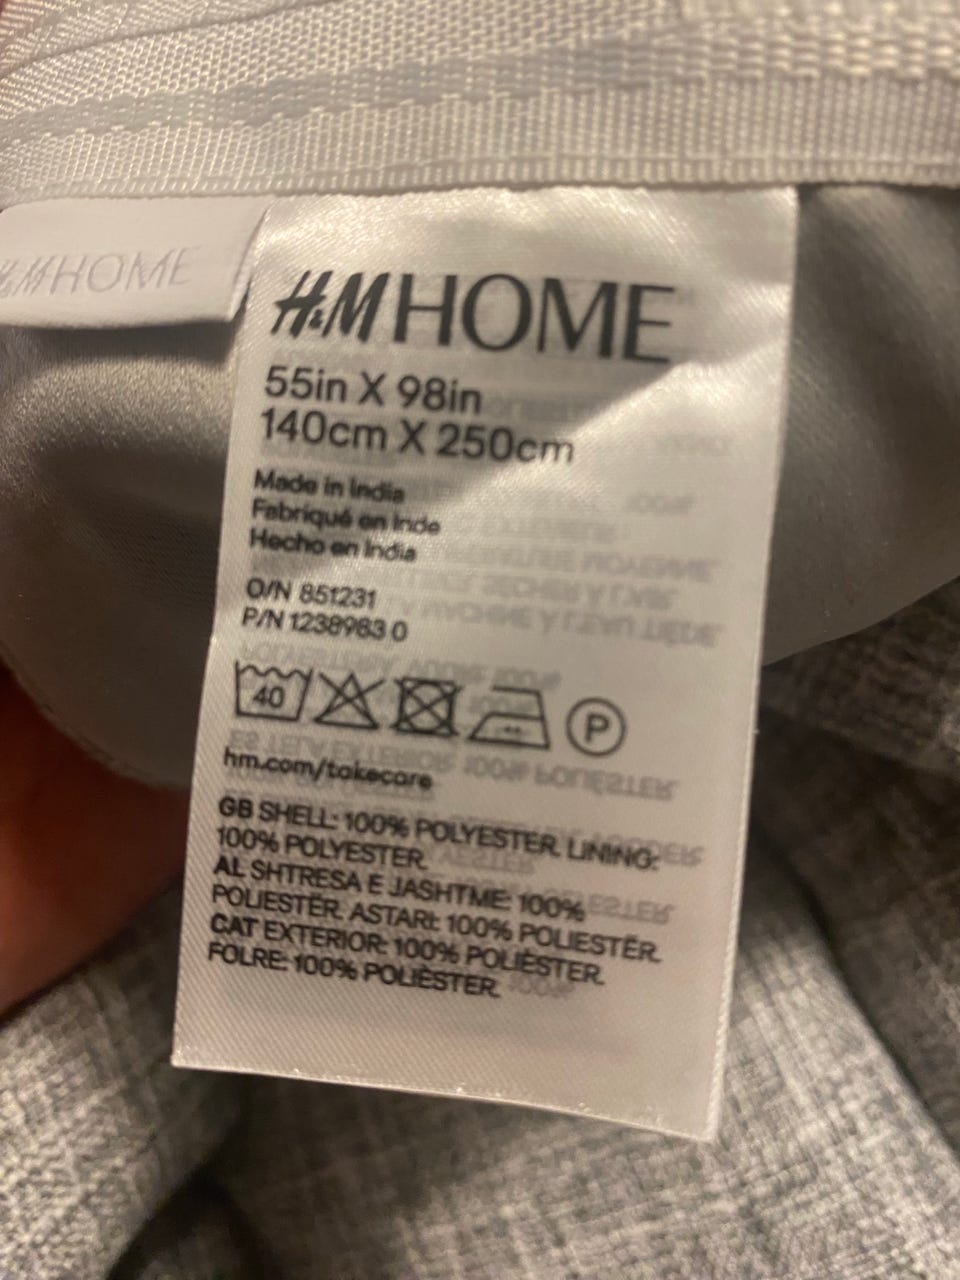 H&M HOME
H&M HOME
55in X 98in
140cm X 250cm
Made in India
Fabriqué en Inde
Hecho en India
O/N 851231
P/N 1238983 0
40
P
hm.com/takecare
GB SHELL: 100% POLYESTER. LINING:
100% POLYESTER.
AL SHTRESA E JASHTME: 100%
POLIESTËR. ASTARI: 100% POLIESTËR.
CAT EXTERIOR: 100% POLIÈSTER.
FOLRE: 100% POLIÈSTER.